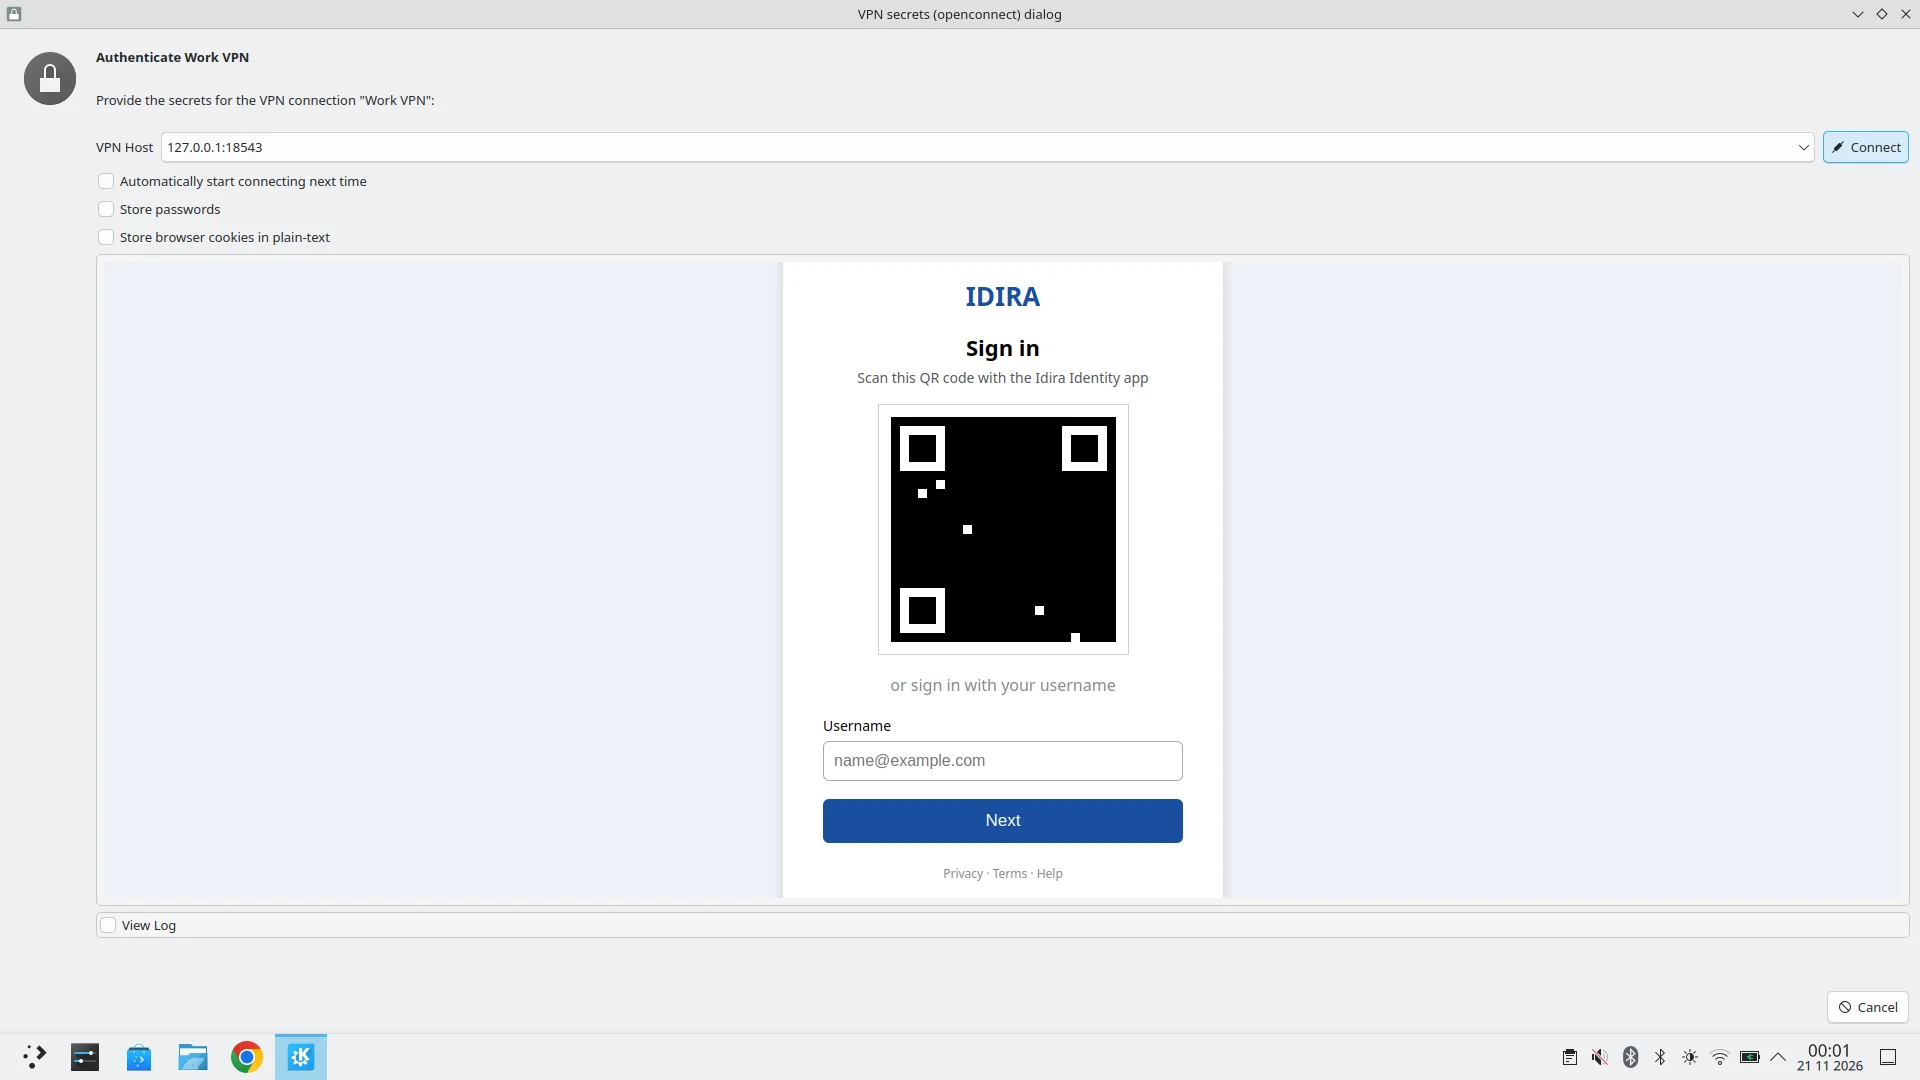 VPN secrets (openconnect) dialog
Authenticate Work VPN
Provide the secrets for the VPN connection "Work VPN":
VPN Host 127.0.0.1:18543 Connect
Automatically start connecting next time
Store passwords
Store browser cookies in plain-text
IDIRA
Sign in
Scan this QR code with the Idira Identity app
or sign in with your username
Username
name@example.com
Next
Privacy · Terms · Help
View Log
Cancel
00:01
21 11 2026